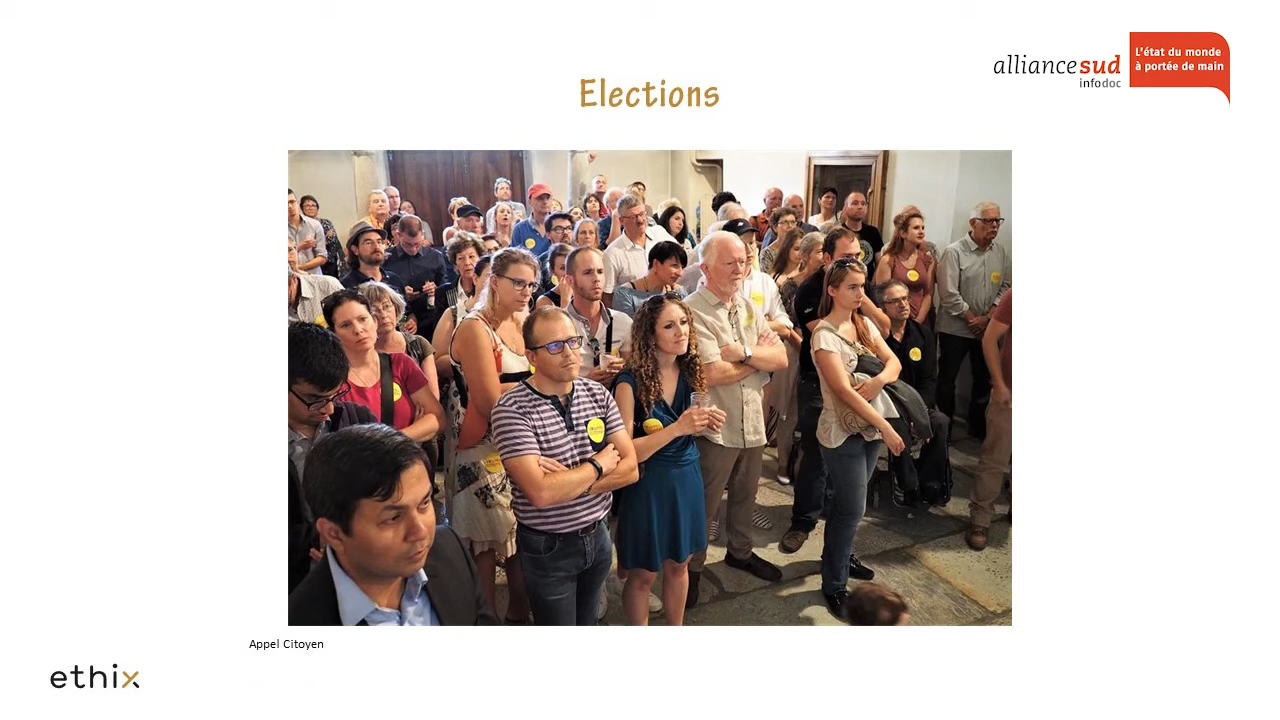 alliancesud
infodoc
L'état du monde
à portée de main
Elections
Appel Citoyen
ethix